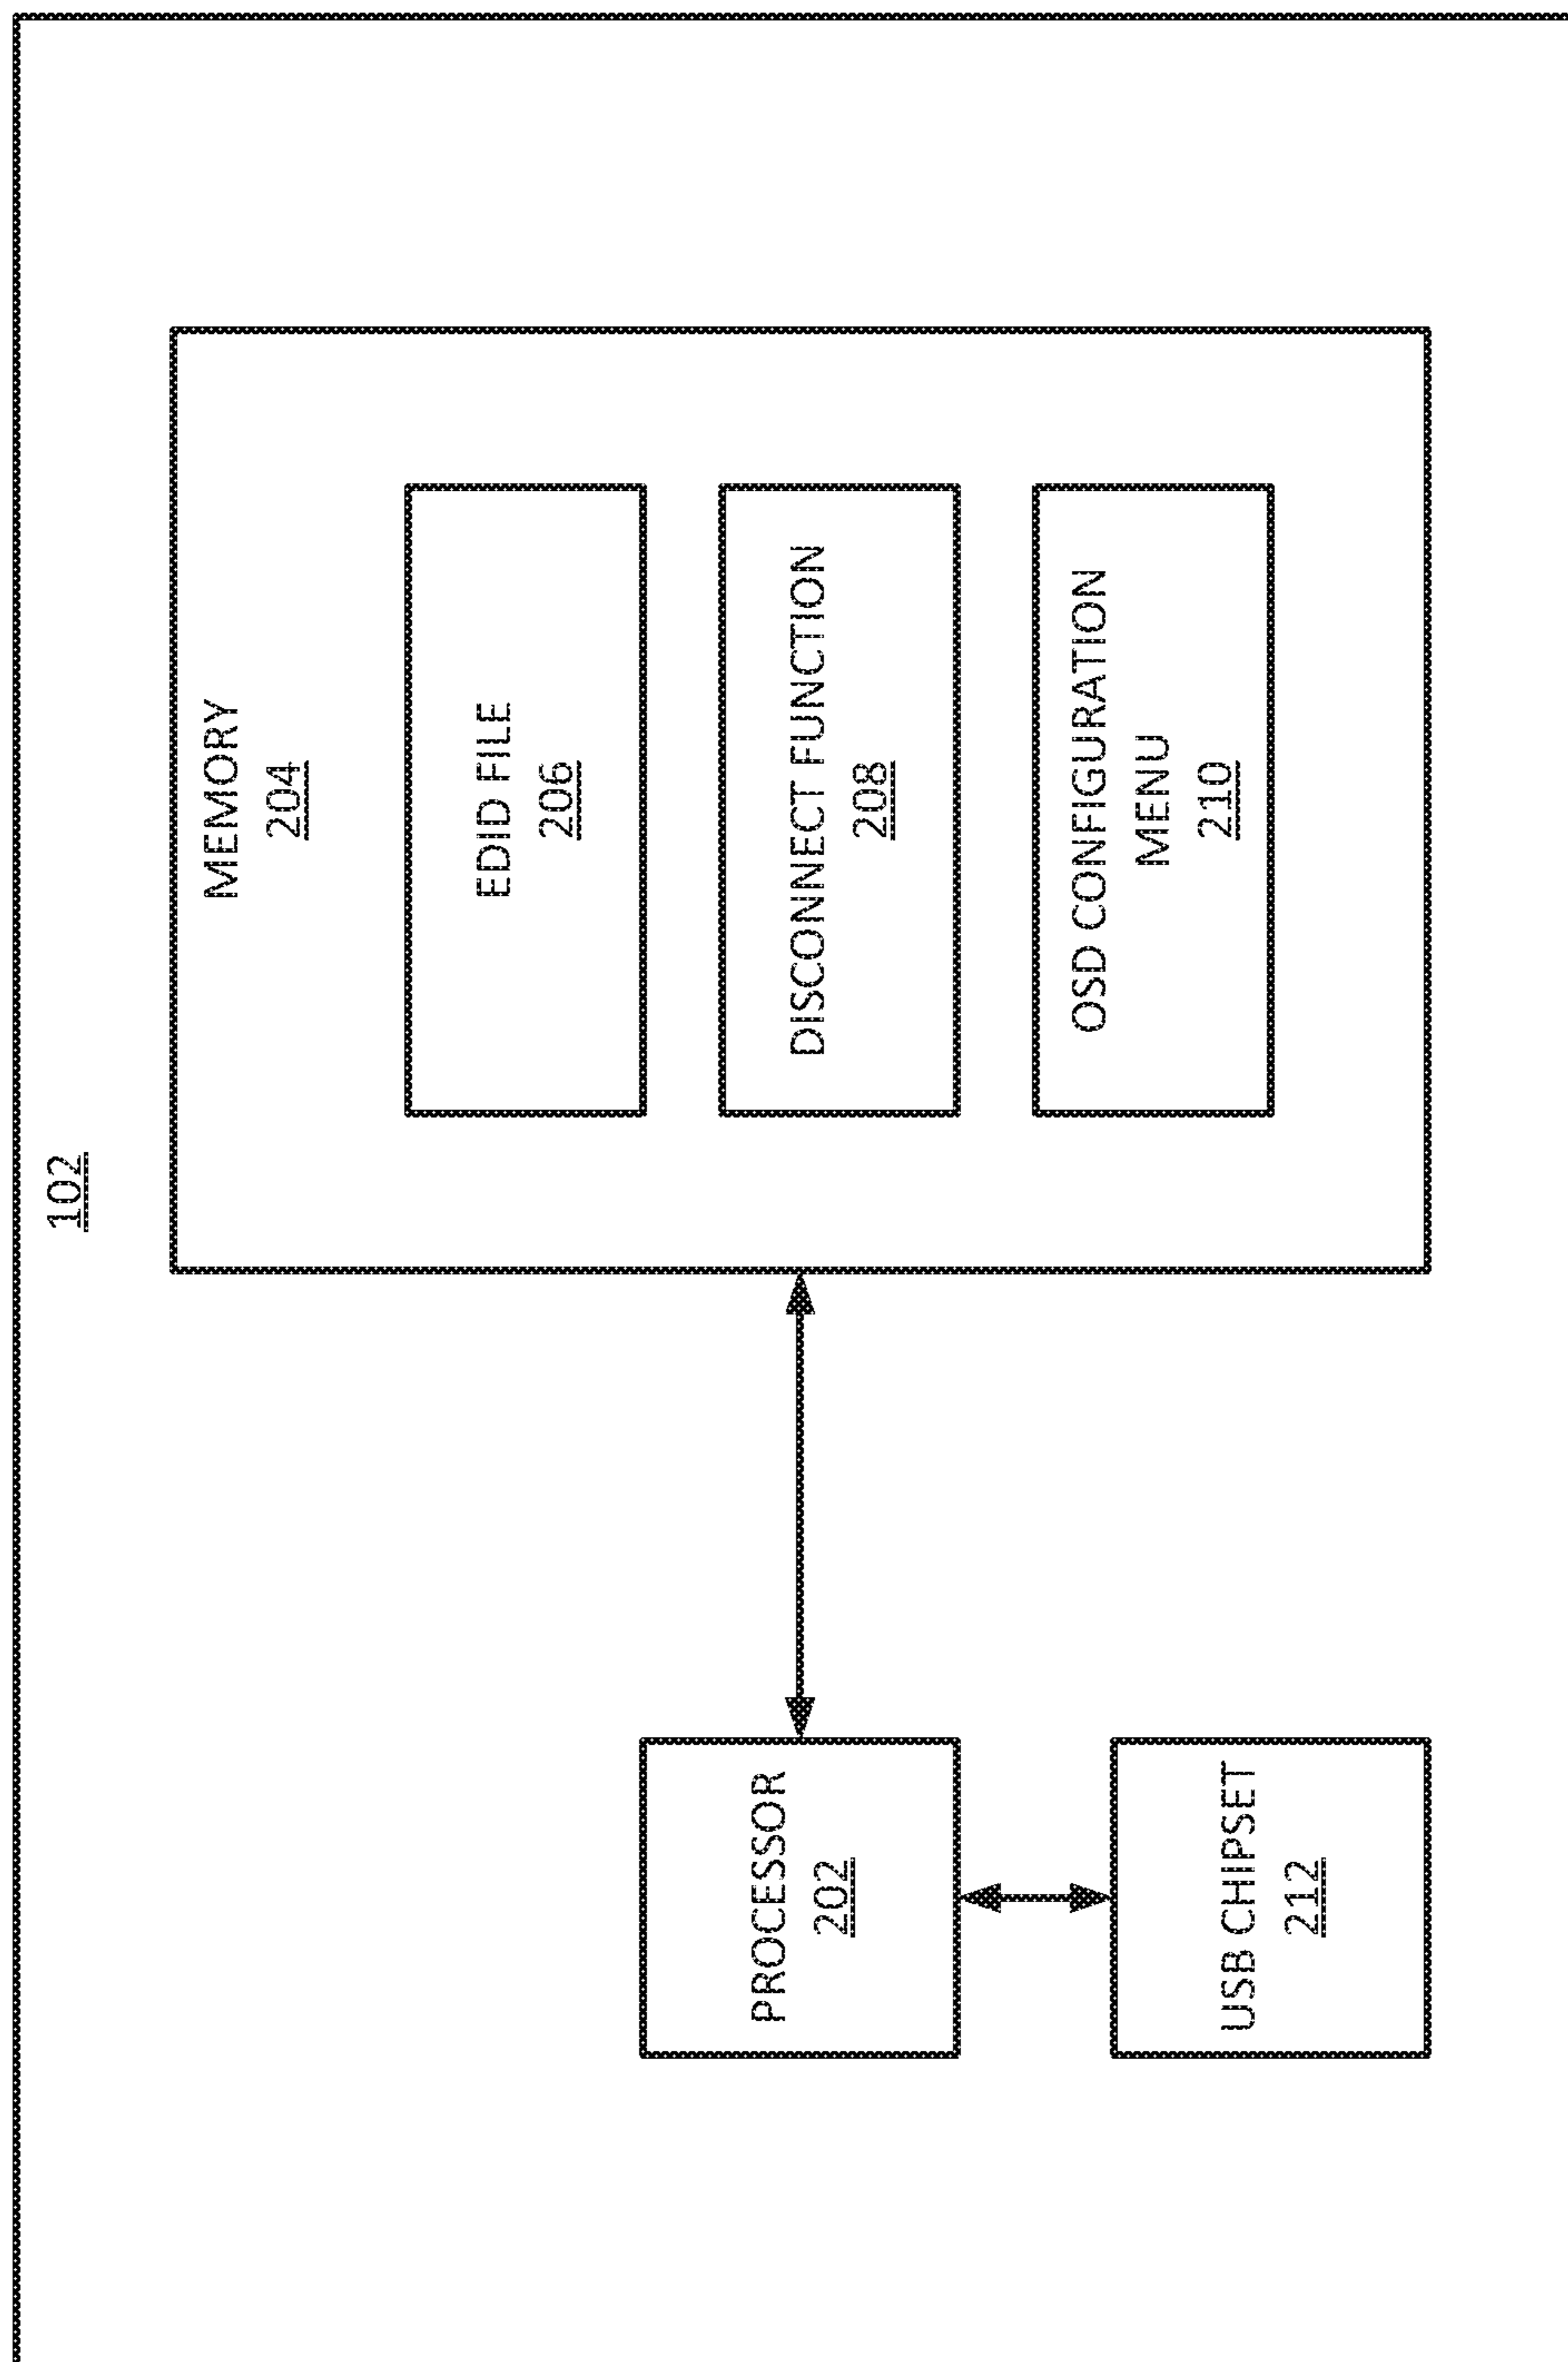 102
MEMORY
204
EDID FILE
206
DISCONNECT FUNCTION
208
OSD CONFIGURATION
MENU
210
PROCESSOR
202
USB CHIPSET
212